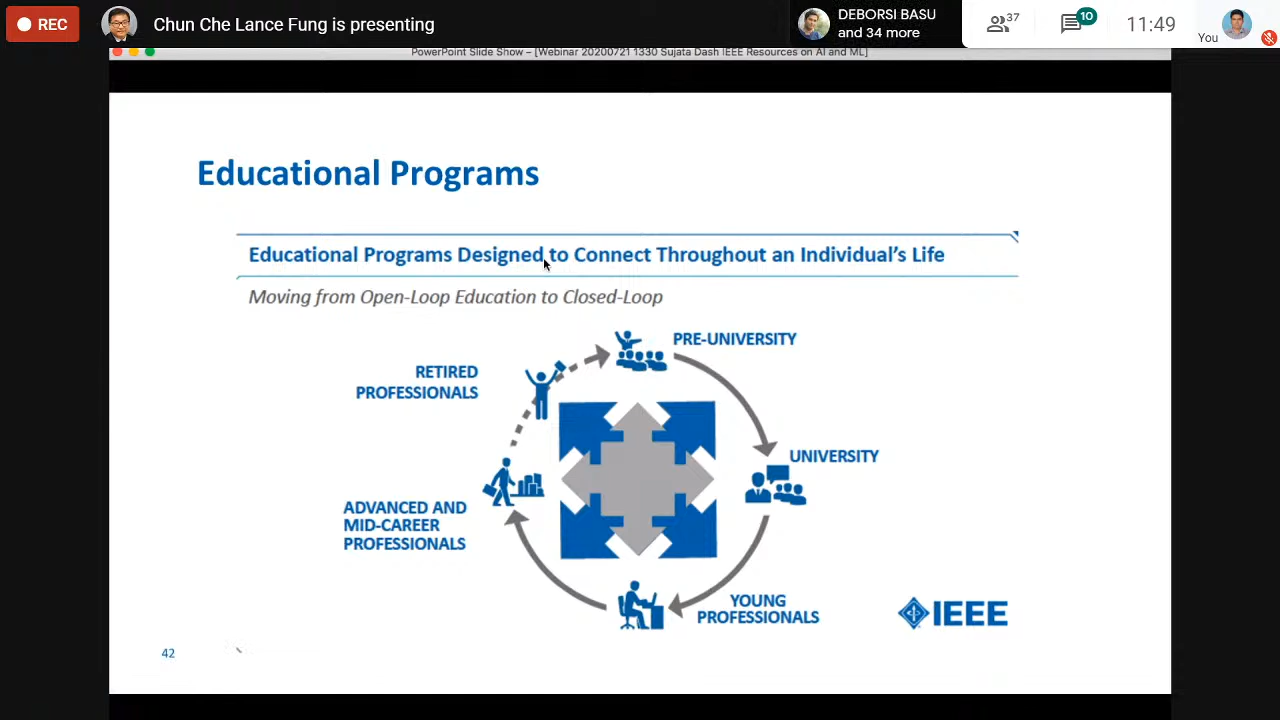 REC
Chun Che Lance Fung is presenting
DEBORSI BASU
and 34 more
37
10
11:49
You
PowerPoint Slide Show – [Webinar 20200721 1330 Sujata Dash IEEE Resources on AI and ML]
Educational Programs
Educational Programs Designed to Connect Throughout an Individual's Life
Moving from Open-Loop Education to Closed-Loop
PRE-UNIVERSITY
RETIRED
PROFESSIONALS
UNIVERSITY
ADVANCED AND
MID-CAREER
PROFESSIONALS
YOUNG
PROFESSIONALS
IEEE
42